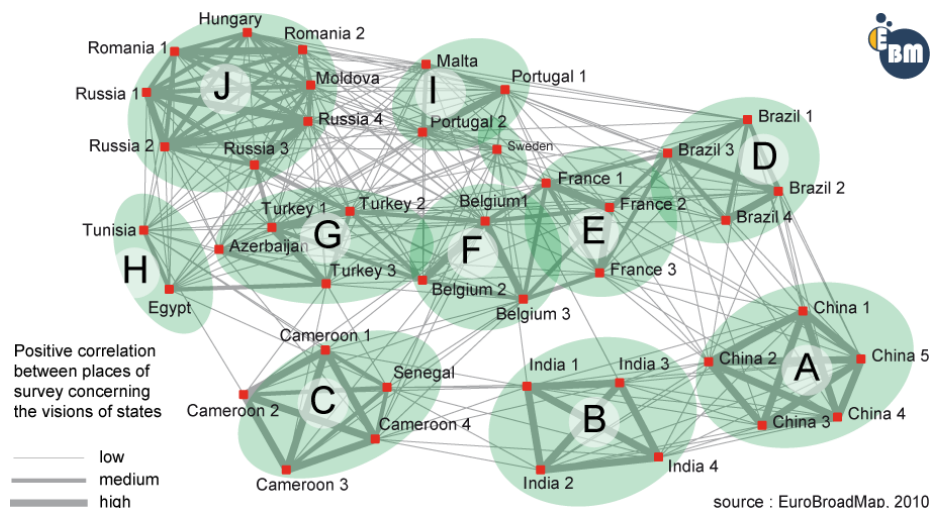 Hungary
Romania 1
Romania 2
EBM
Malta
Portugal 1
Moldova
J
I
Russia 1
Russia 4
Portugal 2
Brazil 1
Russia 2
Russia 3
Sweden
Brazil 3
D
France 1
Brazil 2
Turkey 1
Turkey 2
Belgium1
France 2
Brazil 4
Tunisia
Azerbaijan
G
F
E
H
Turkey 3
France 3
Egypt
Belgium 2
Belgium 3
China 1
Cameroon 1
Positive correlation
between places of
survey concerning
the visions of states
Senegal
India 1
India 3
China 2
A
China 5
Cameroon 2
C
Cameroon 4
B
China 3
China 4
low
medium
high
Cameroon 3
India 2
India 4
source : EuroBroadMap, 2010